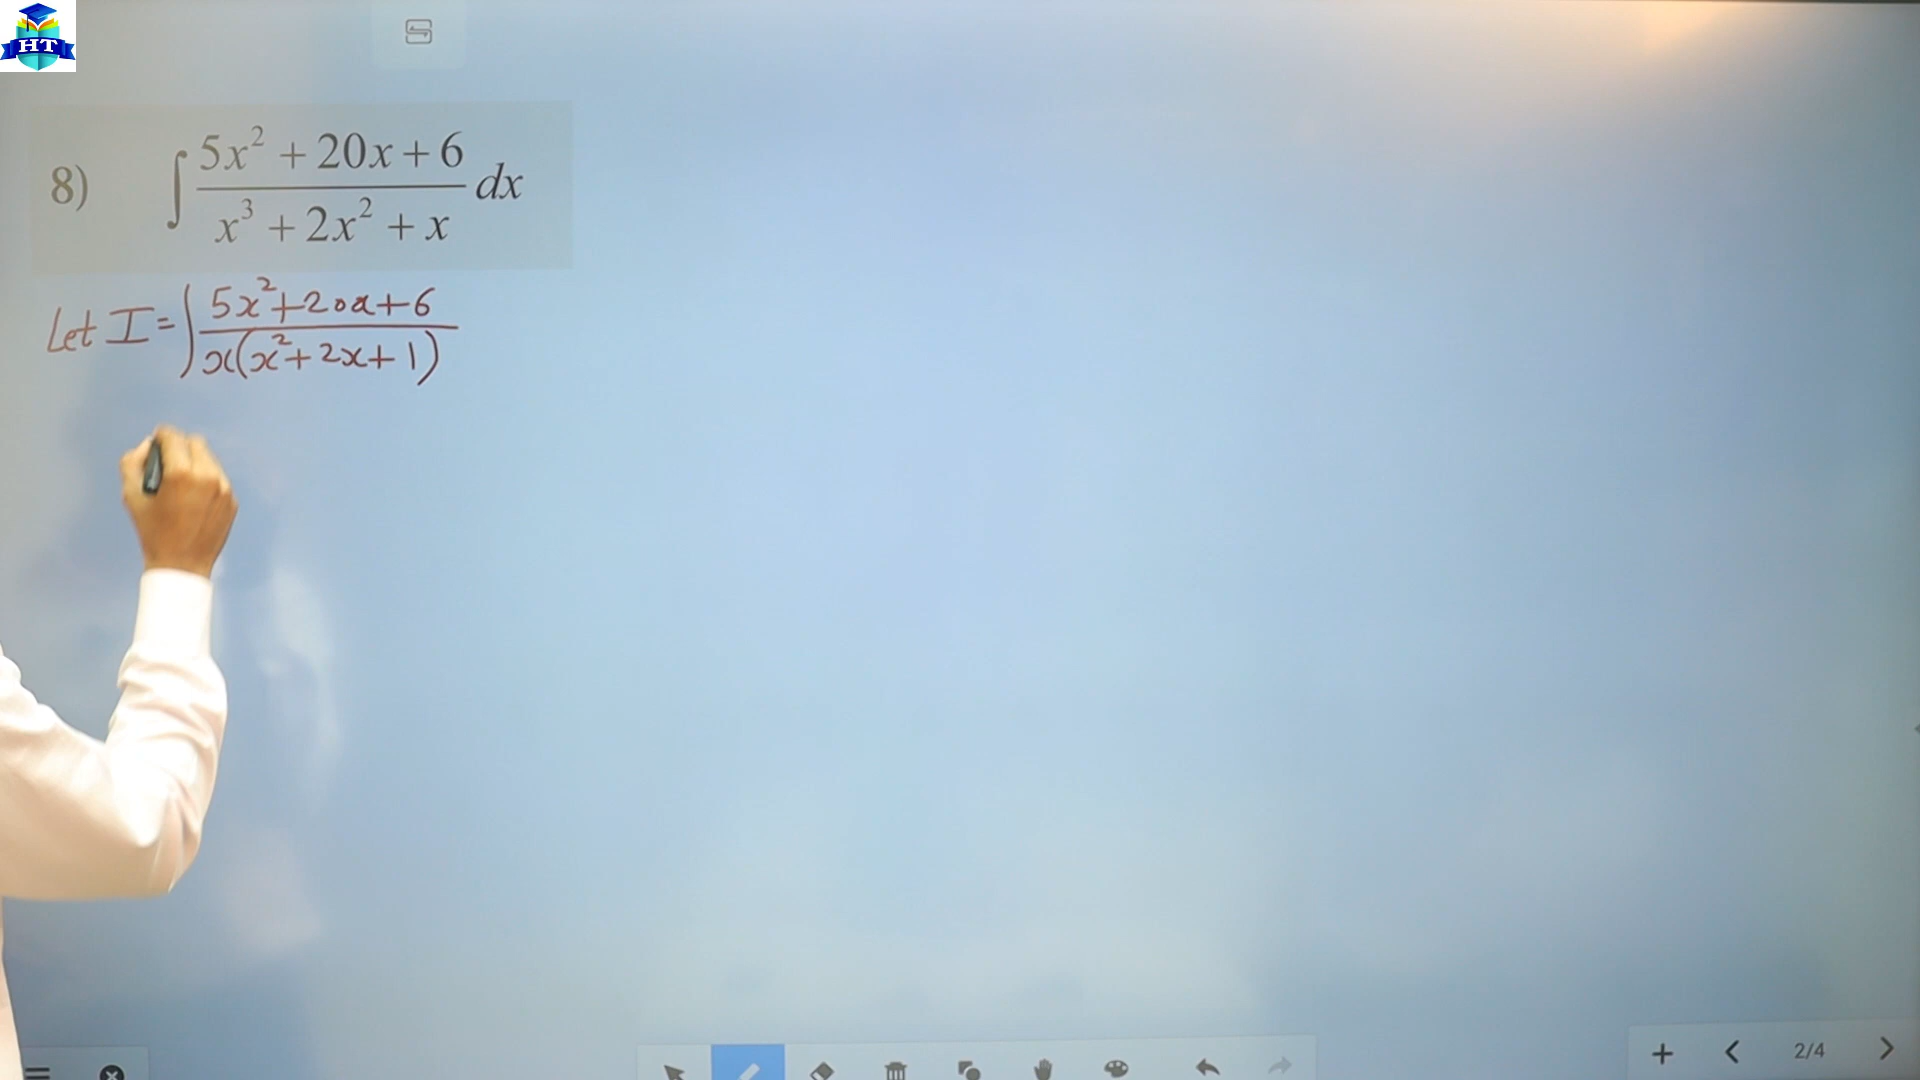 HT
8) ∫ 5x² + 20x + 6 / x³ + 2x² + x dx
Let I = ∫ 5x² + 20x + 6 / x(x² + 2x + 1)
2/4